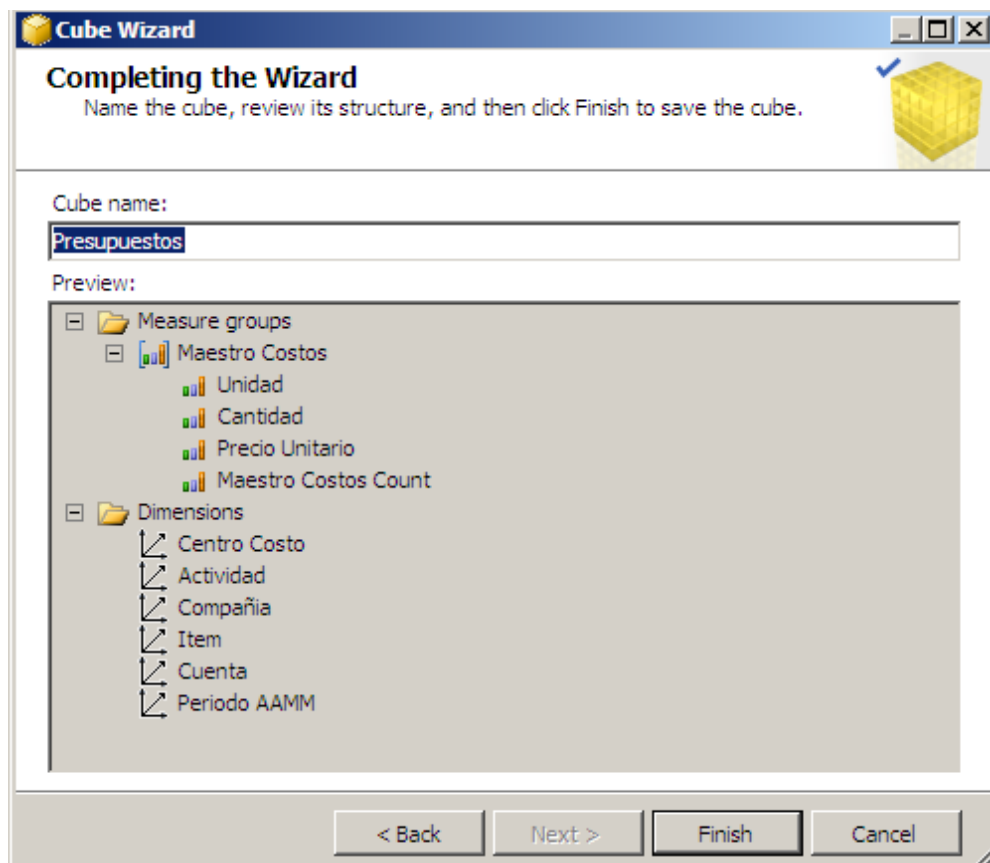 Cube Wizard
Completing the Wizard
Name the cube, review its structure, and then click Finish to save the cube.
Cube name:
Presupuestos
Preview:
Measure groups
Maestro Costos
Unidad
Cantidad
Precio Unitario
Maestro Costos Count
Dimensions
Centro Costo
Actividad
Compañia
Item
Cuenta
Periodo AAMM
< Back Next > Finish Cancel